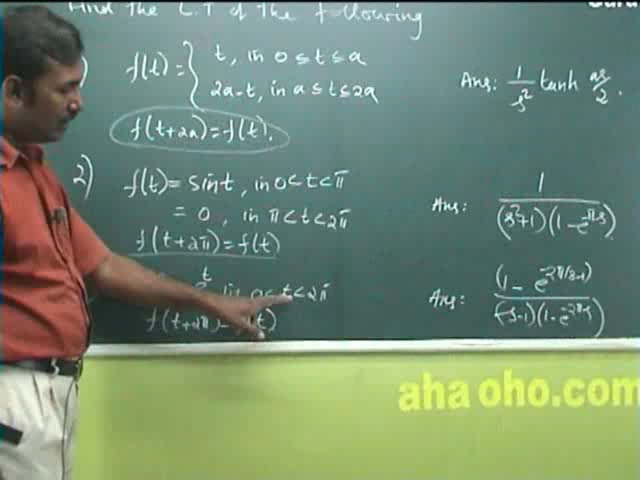 Find the L.T of the following
f(t) = { t, in 0 ≤ t ≤ a
2a-t, in a ≤ t ≤ 2a
f(t+2a) = f(t).
Ans: 1/s² tanh as/2.
2) f(t) = sin t, in 0 < t < π
= 0, in π < t < 2π
f(t+2π) = f(t)
Ans: 1/(s²+1)(1-e^-πs)
t in 0 < t < 2π
f(t+2π) = f(t)
Ans: (1-e^-2π(s-1))/(s-1)(1-e^-2πs)
aha oho.com